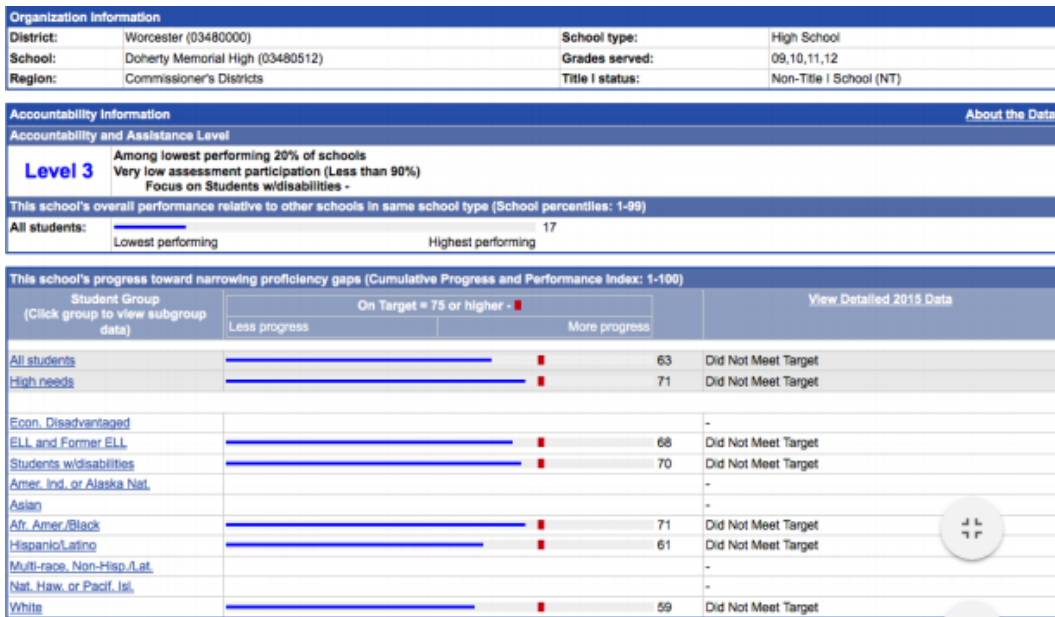 Organization Information
District: Worcester (03480000) School type: High School
School: Doherty Memorial High (03480512) Grades served: 09,10,11,12
Region: Commissioner's Districts Title I status: Non-Title I School (NT)
Accountability Information About the Data
Accountability and Assistance Level
Level 3
Among lowest performing 20% of schools
Very low assessment participation (Less than 90%)
Focus on Students w/disabilities -
This school's overall performance relative to other schools in same school type (School percentiles: 1-99)
All students: 17
Lowest performing Highest performing
This school's progress toward narrowing proficiency gaps (Cumulative Progress and Performance Index: 1-100)
Student Group
(Click group to view subgroup
data)
On Target = 75 or higher -
Less progress More progress
View Detailed 2015 Data
All students 63 Did Not Meet Target
High needs 71 Did Not Meet Target
Econ. Disadvantaged -
ELL and Former ELL 68 Did Not Meet Target
Students w/disabilities 70 Did Not Meet Target
Amer. Ind. or Alaska Nat. -
Asian -
Afr. Amer./Black 71 Did Not Meet Target
Hispanic/Latino 61 Did Not Meet Target
Multi-race, Non-Hisp./Lat. -
Nat. Haw. or Pacif. Isl. -
White 59 Did Not Meet Target